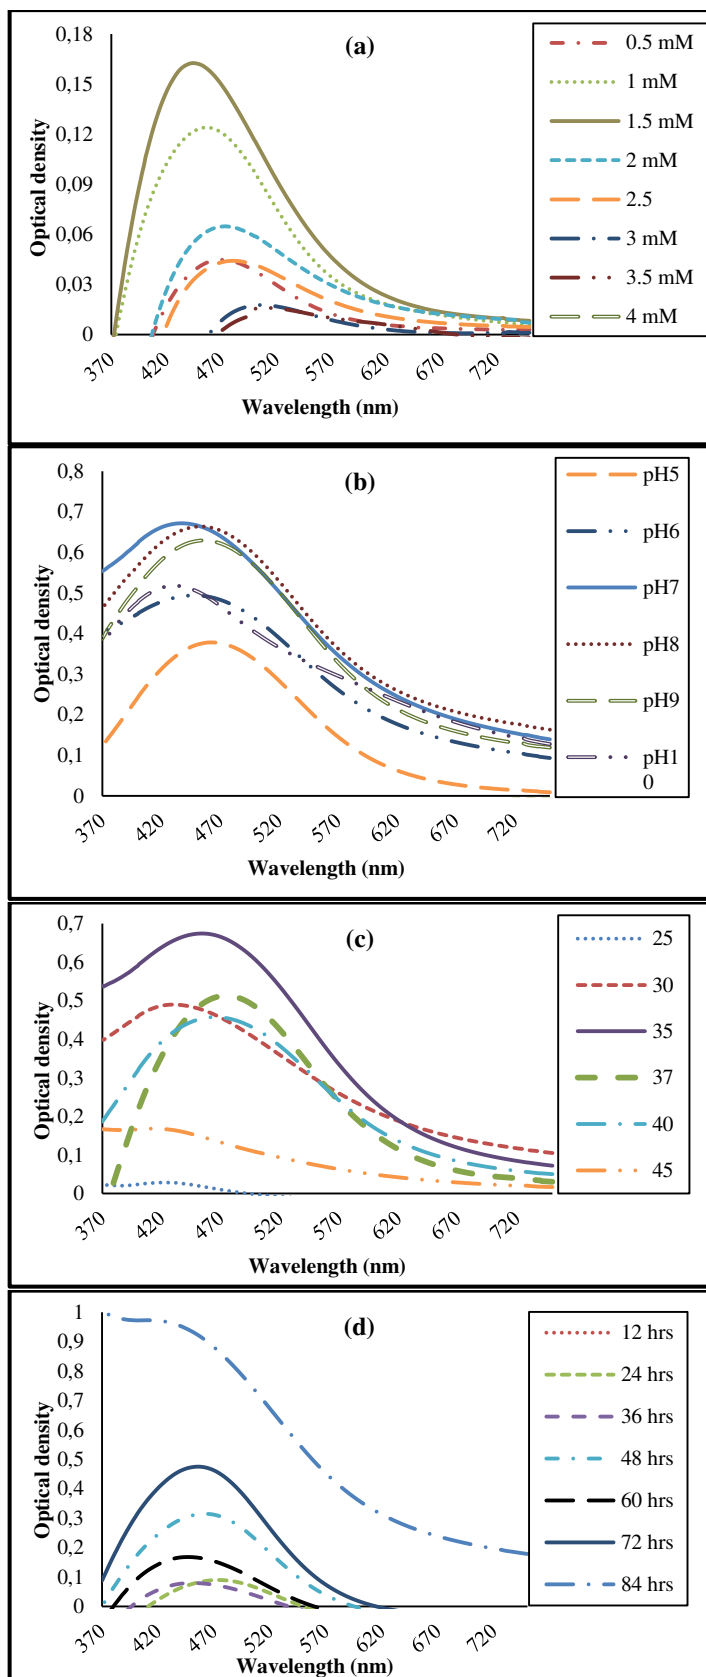 (a)
Optical density
0,18
0,15
0,12
0,09
0,06
0,03
0
370 420 470 520 570 620 670 720
Wavelength (nm)
0.5 mM
1 mM
1.5 mM
2 mM
2.5
3 mM
3.5 mM
4 mM
(b)
Optical density
0,8
0,7
0,6
0,5
0,4
0,3
0,2
0,1
0
370 420 470 520 570 620 670 720
Wavelength (nm)
pH5
pH6
pH7
pH8
pH9
pH1
0
(c)
Optical density
0,7
0,6
0,5
0,4
0,3
0,2
0,1
0
370 420 470 520 570 620 670 720
Wavelength (nm)
25
30
35
37
40
45
(d)
Optical density
1
0,9
0,8
0,7
0,6
0,5
0,4
0,3
0,2
0,1
0
370 420 470 520 570 620 670 720
Wavelength (nm)
12 hrs
24 hrs
36 hrs
48 hrs
60 hrs
72 hrs
84 hrs